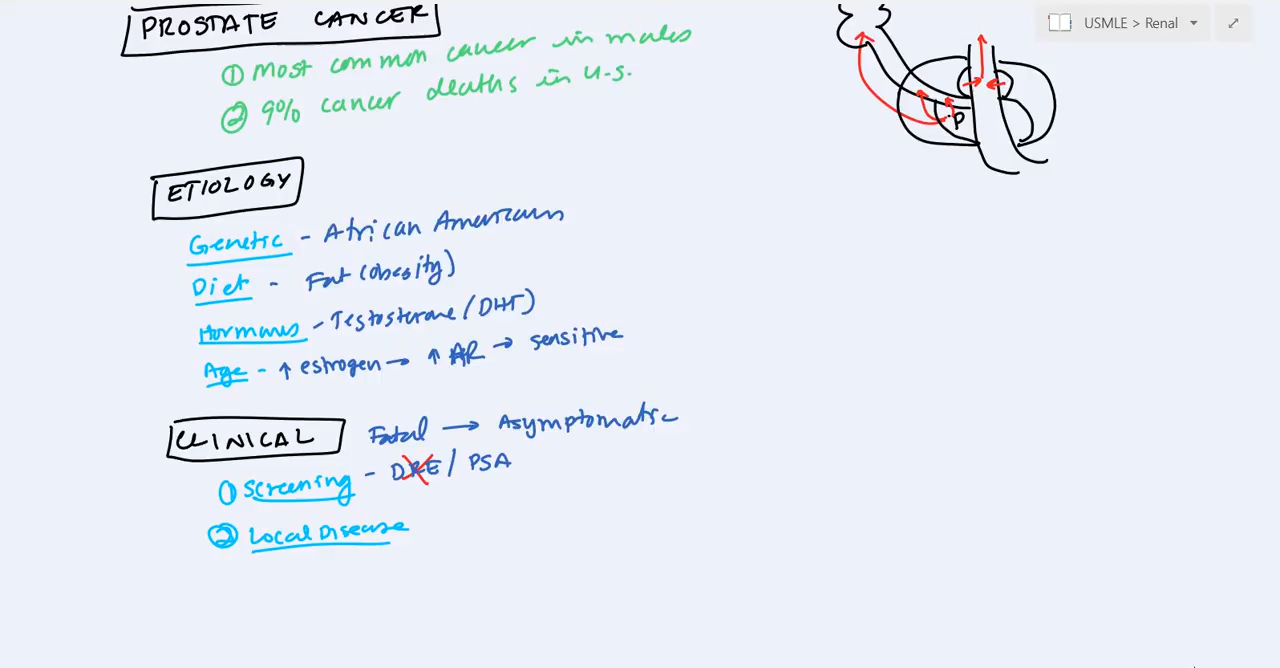 PROSTATE CANCER
① Most common cancer in males
② 9% cancer deaths in U.S.
ETIOLOGY
Genetic - African Americans
Diet - Fat (obesity)
Hormones - Testosterone / (DHT)
Age - ↑ estrogen → ↑ AR → sensitive
CLINICAL Fatal → Asymptomatic
① Screening - DRE / PSA
② Local Disease
P
USMLE > Renal